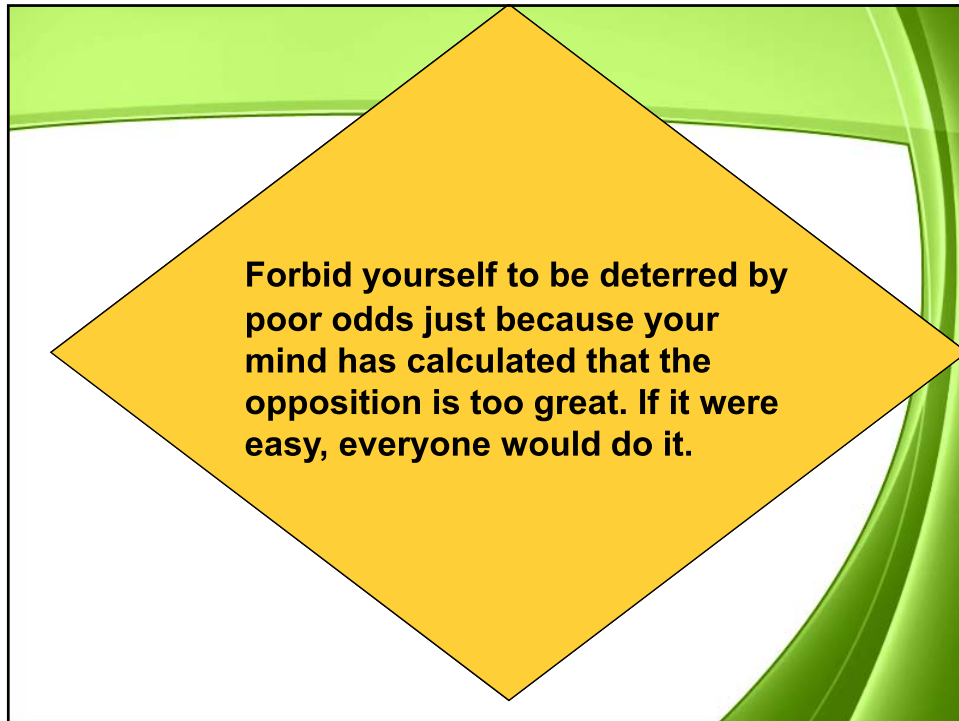 Forbid yourself to be deterred by
poor odds just because your
mind has calculated that the
opposition is too great. If it were
easy, everyone would do it.